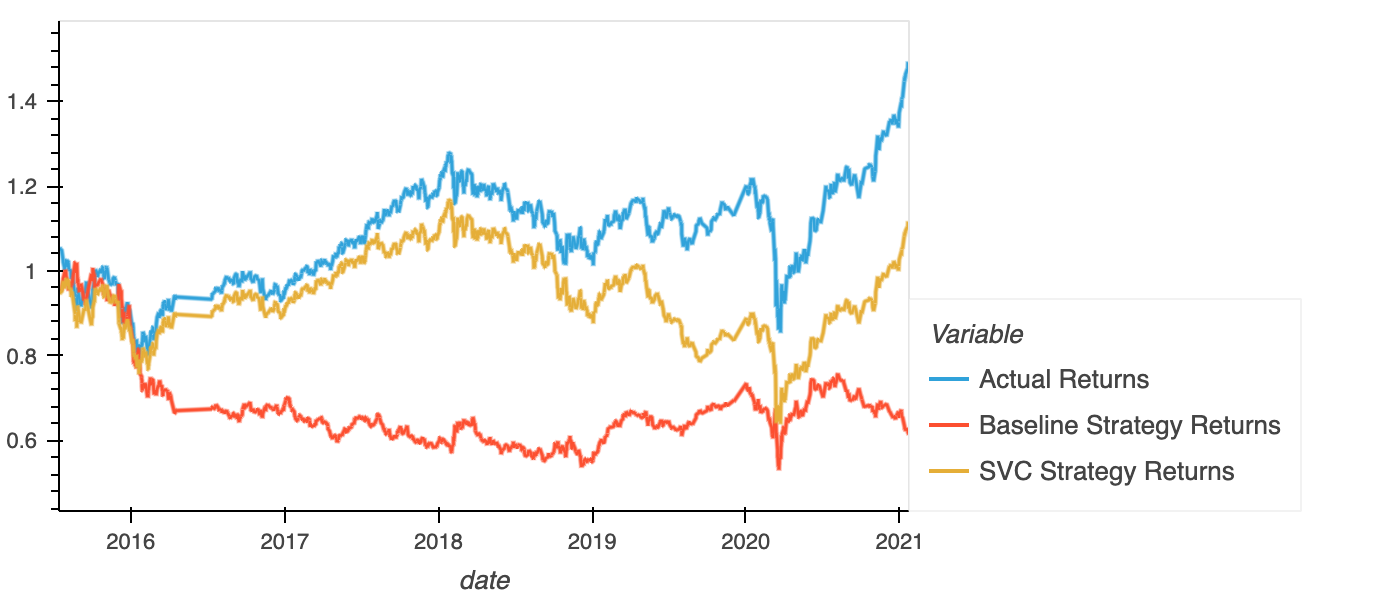 1.4
1.2
1
0.8
0.6
2016 2017 2018 2019 2020 2021
date
Variable
Actual Returns
Baseline Strategy Returns
SVC Strategy Returns